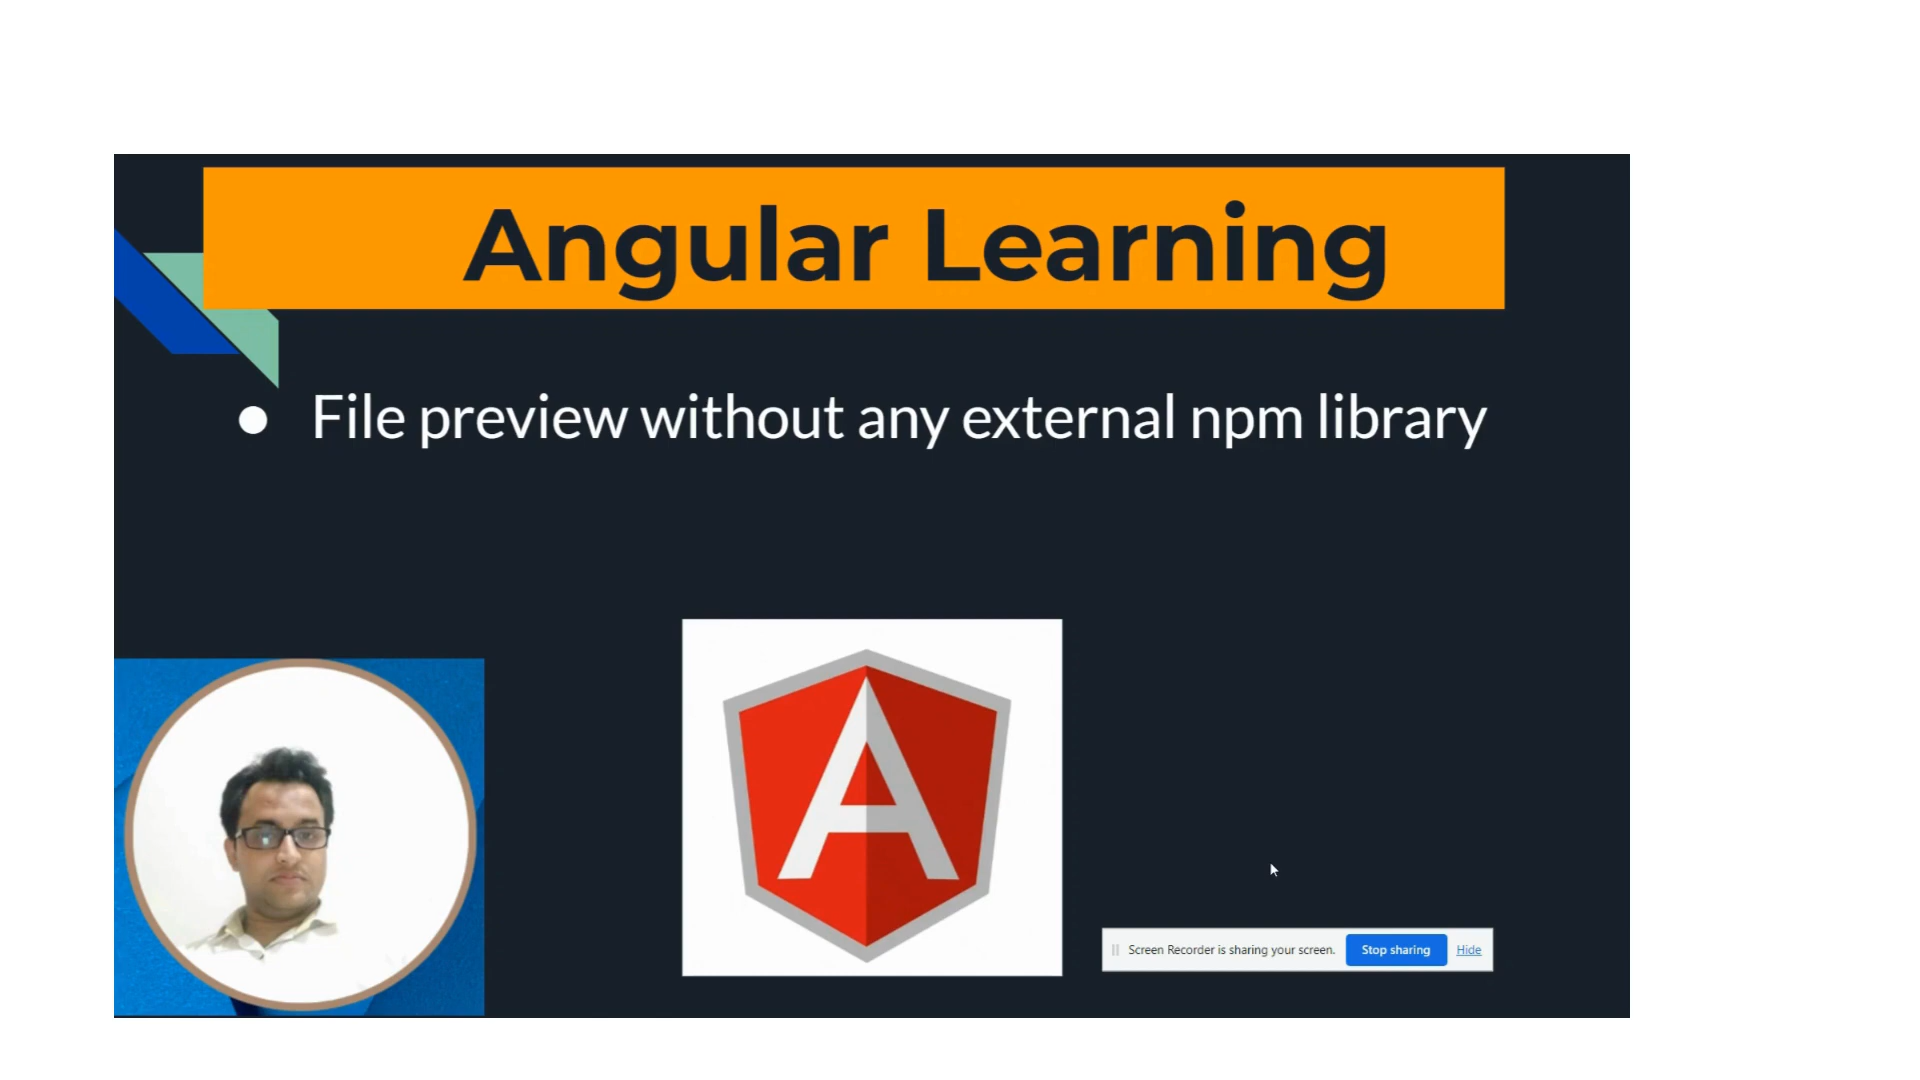 Angular Learning
● File preview without any external npm library
A
Screen Recorder is sharing your screen. Stop sharing Hide